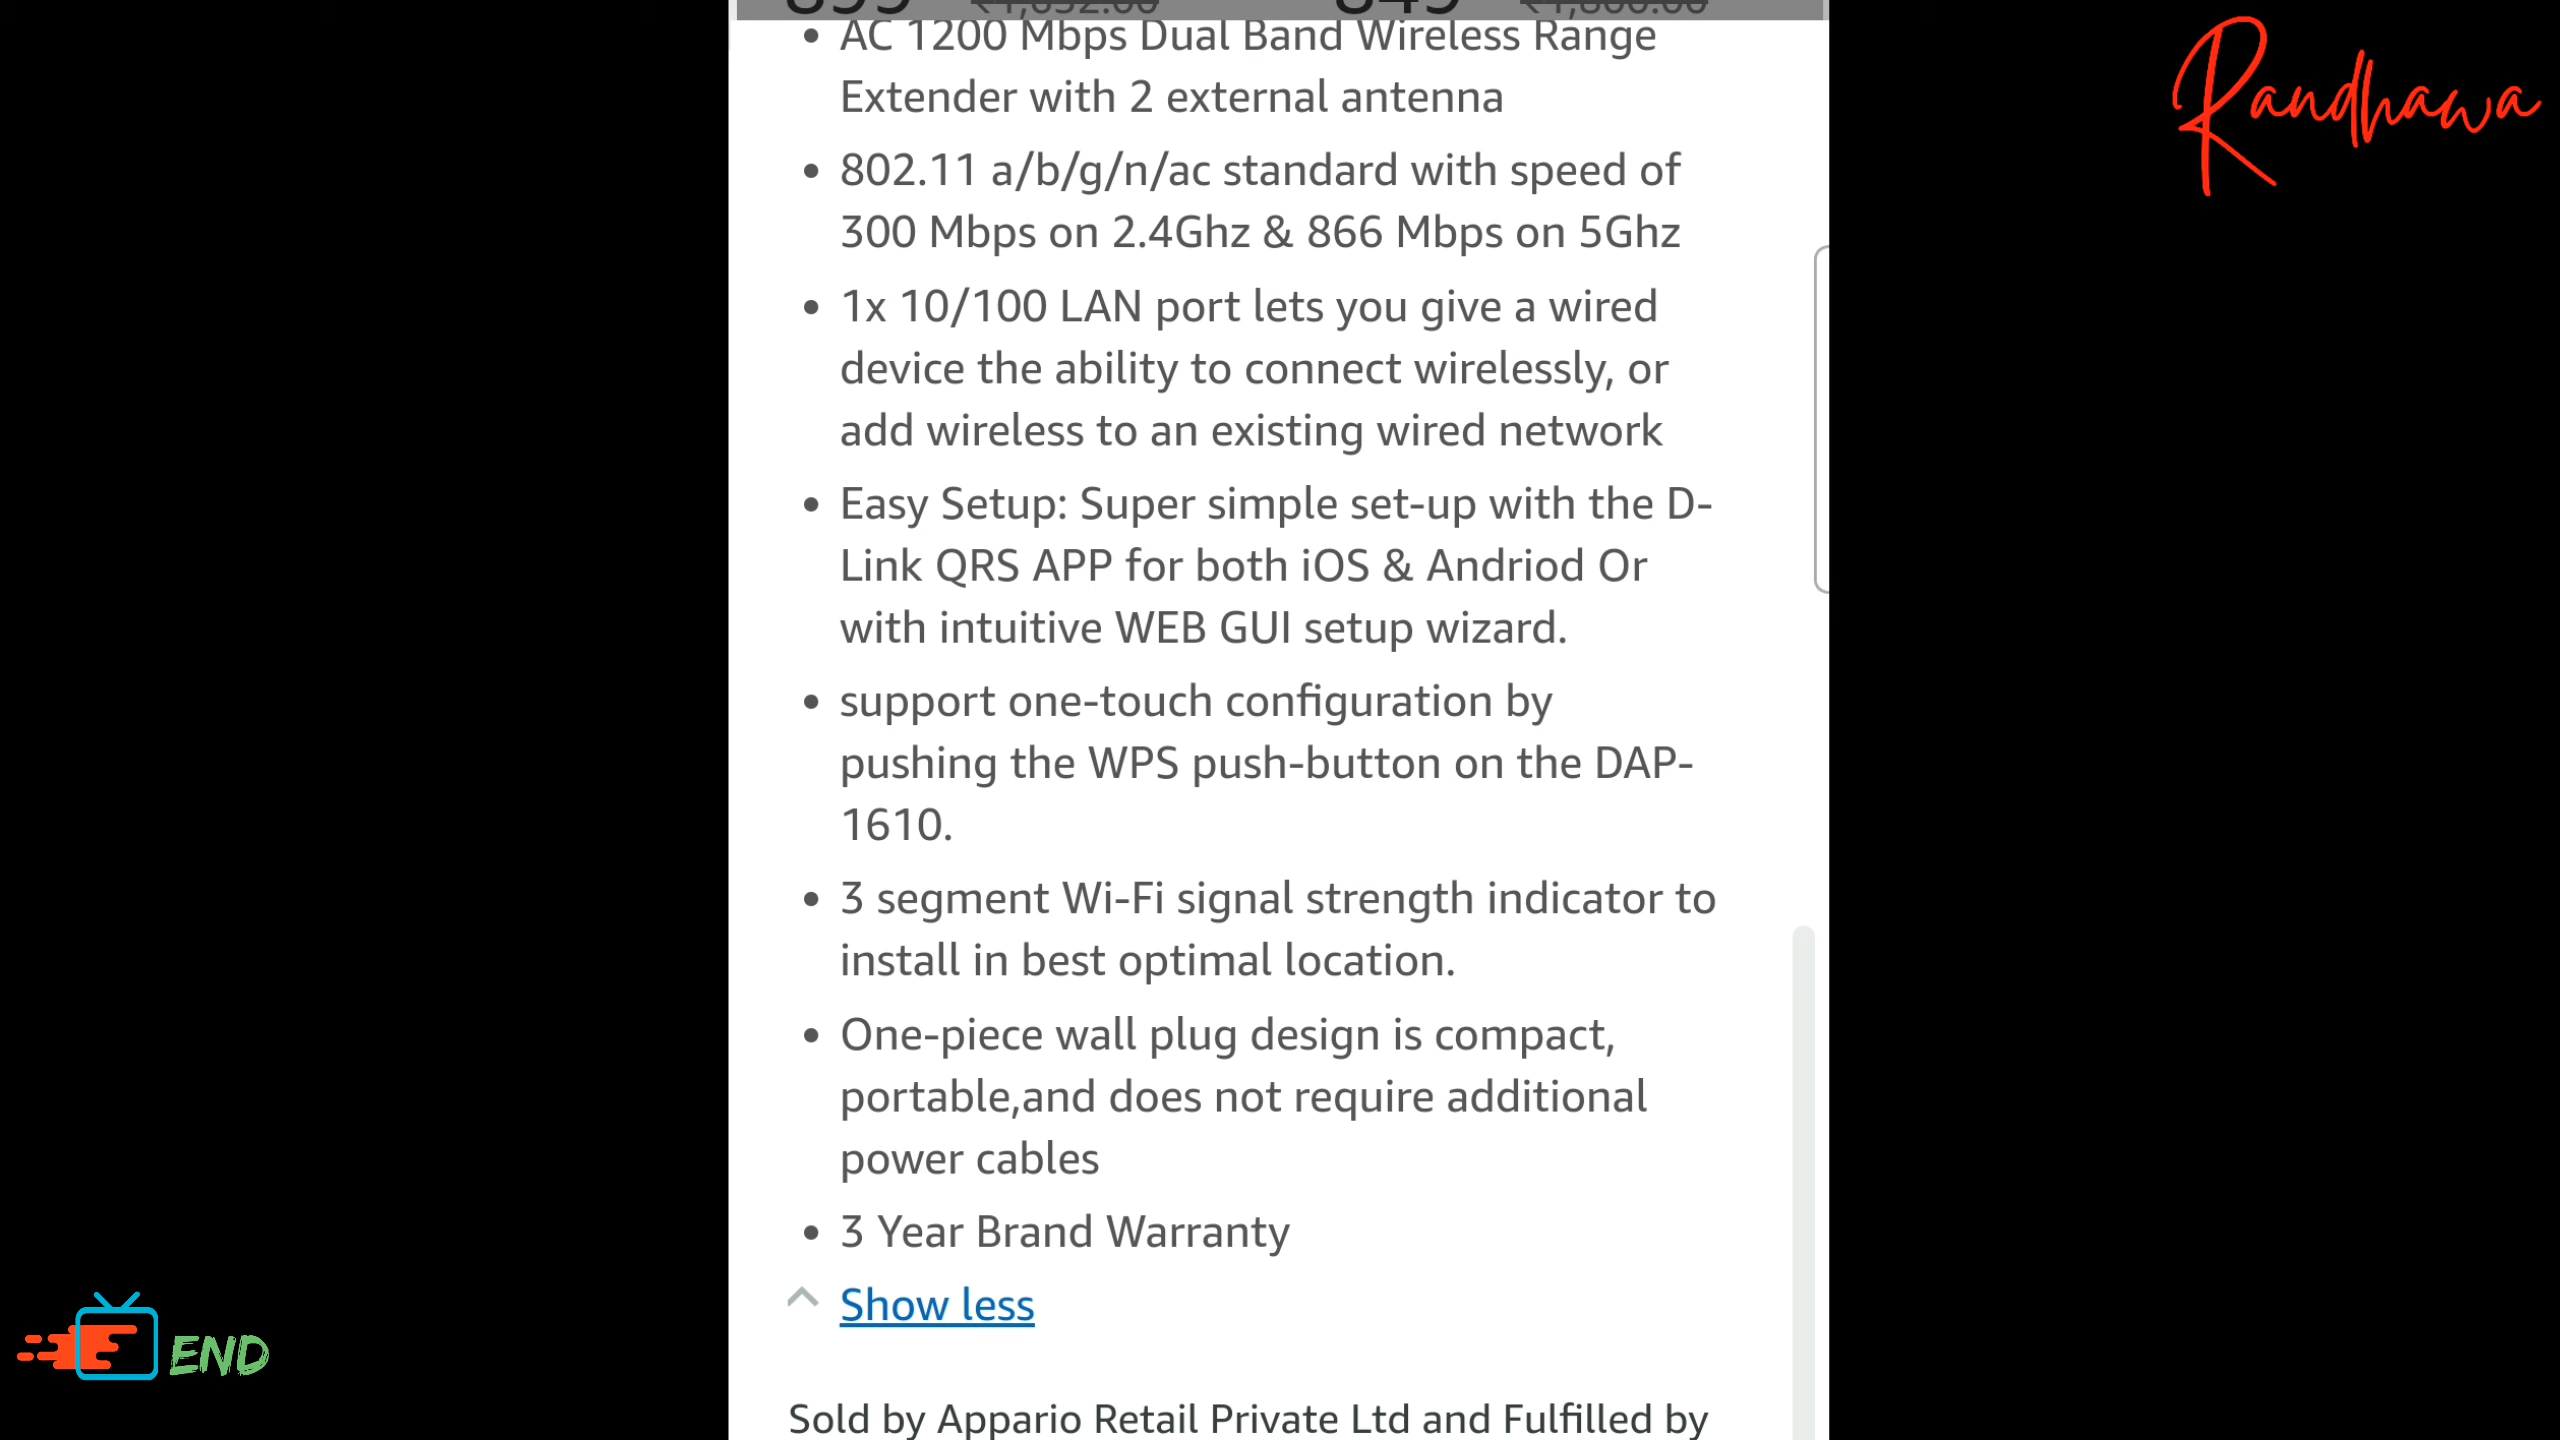 AC 1200 Mbps Dual Band Wireless Range
Extender with 2 external antenna
802.11 a/b/g/n/ac standard with speed of
300 Mbps on 2.4Ghz & 866 Mbps on 5Ghz
1x 10/100 LAN port lets you give a wired
device the ability to connect wirelessly, or
add wireless to an existing wired network
Easy Setup: Super simple set-up with the D-
Link QRS APP for both iOS & Andriod Or
with intuitive WEB GUI setup wizard.
support one-touch configuration by
pushing the WPS push-button on the DAP-
1610.
3 segment Wi-Fi signal strength indicator to
install in best optimal location.
One-piece wall plug design is compact,
portable,and does not require additional
power cables
3 Year Brand Warranty
Show less
Sold by Appario Retail Private Ltd and Fulfilled by
Randhawa
END